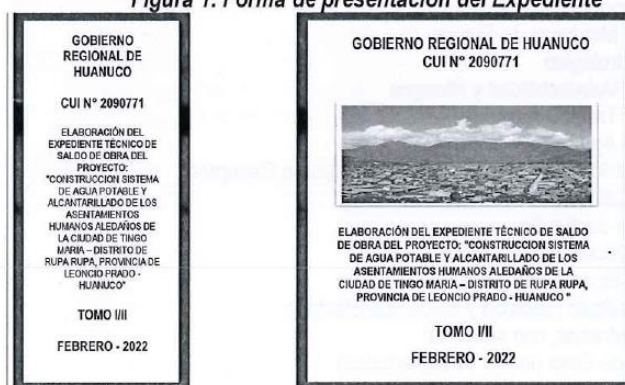 Figura 1. Forma de presentación del Expediente
GOBIERNO
REGIONAL DE
HUANUCO
CUI N° 2090771
ELABORACIÓN DEL
EXPEDIENTE TÉCNICO DE
SALDO DE OBRA DEL
PROYECTO:
"CONSTRUCCION SISTEMA
DE AGUA POTABLE Y
ALCANTARILLADO DE LOS
ASENTAMIENTOS
HUMANOS ALEDAÑOS DE
LA CIUDAD DE TINGO
MARIA – DISTRITO DE
RUPA RUPA, PROVINCIA DE
LEONCIO PRADO -
HUANUCO"
TOMO I/II
FEBRERO - 2022
GOBIERNO REGIONAL DE HUANUCO
CUI N° 2090771
ELABORACIÓN DEL EXPEDIENTE TÉCNICO DE SALDO
DE OBRA DEL PROYECTO: "CONSTRUCCION SISTEMA
DE AGUA POTABLE Y ALCANTARILLADO DE LOS
ASENTAMIENTOS HUMANOS ALEDAÑOS DE LA
CIUDAD DE TINGO MARIA – DISTRITO DE RUPA RUPA,
PROVINCIA DE LEONCIO PRADO - HUANUCO "
TOMO I/II
FEBRERO - 2022